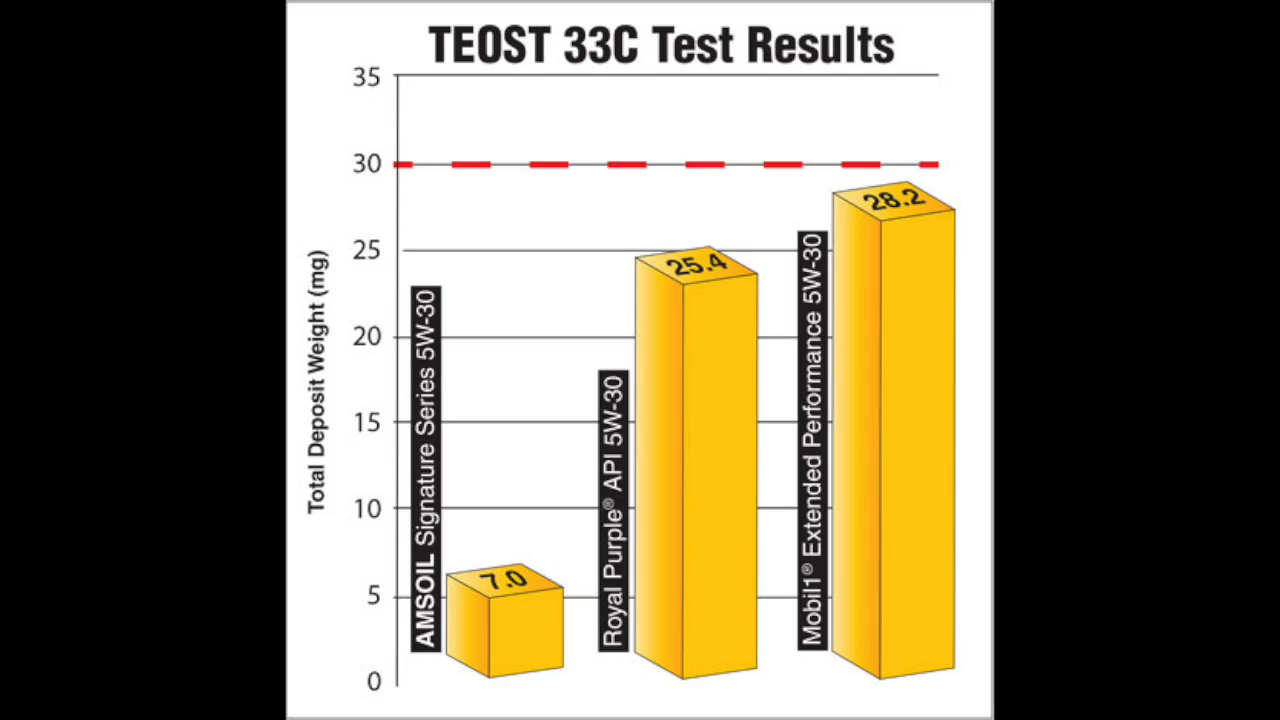 TEOST 33C Test Results
35
30
25
20
15
10
5
0
Total Deposit Weight (mg)
AMSOIL Signature Series 5W-30
7.0
Royal Purple® API 5W-30
25.4
Mobil1® Extended Performance 5W-30
28.2